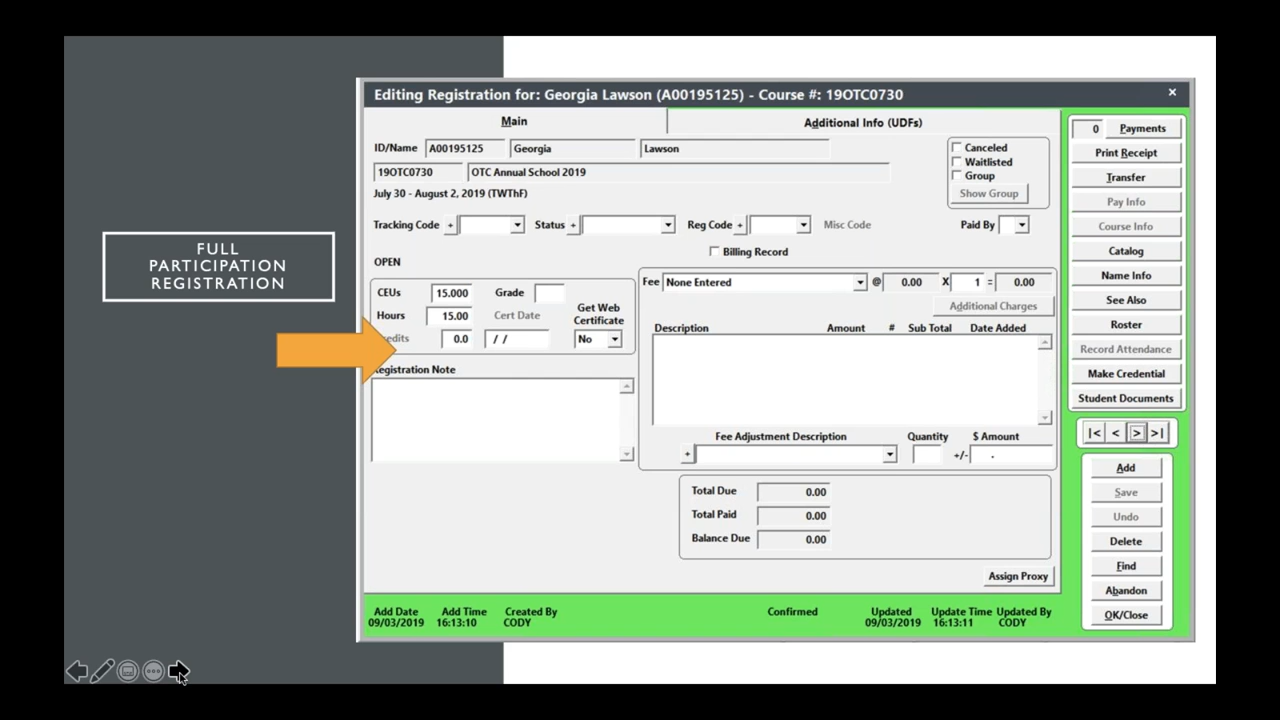 FULL
PARTICIPATION
REGISTRATION
Editing Registration for: Georgia Lawson (A00195125) - Course #: 19OTC0730 ×
Main Additional Info (UDFs)
ID/Name A00195125 Georgia Lawson
19OTC0730 OTC Annual School 2019
July 30 - August 2, 2019 (TWThF)
Canceled
Waitlisted
Group
Show Group
Tracking Code + Status + Reg Code + Misc Code Paid By
Billing Record
OPEN
CEUs 15.000 Grade
Hours 15.00 Cert Date
Get Web
Certificate
edits 0.0 / / No
Registration Note
Fee None Entered @ 0.00 X 1 = 0.00
Additional Charges
Description Amount # Sub Total Date Added
Fee Adjustment Description Quantity $ Amount
+ +/- .
Total Due 0.00
Total Paid 0.00
Balance Due 0.00
Assign Proxy
Add Date Add Time Created By Confirmed Updated Update Time Updated By
09/03/2019 16:13:10 CODY 09/03/2019 16:13:11 CODY
0 Payments
Print Receipt
Transfer
Pay Info
Course Info
Catalog
Name Info
See Also
Roster
Record Attendance
Make Credential
Student Documents
|< < > >|
Add
Save
Undo
Delete
Find
Abandon
OK/Close